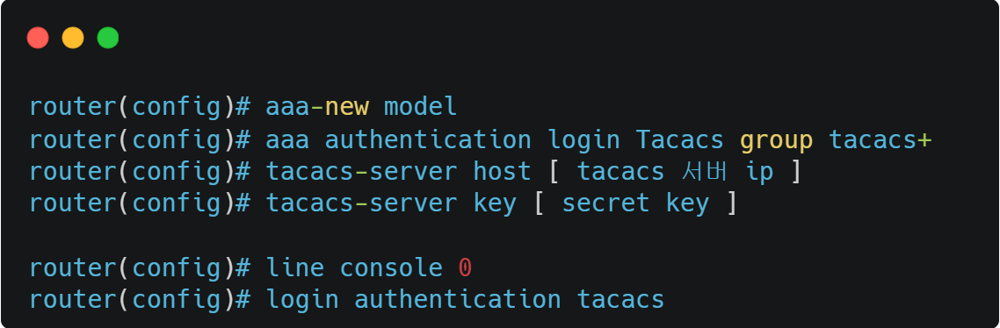 router(config)# aaa-new model
router(config)# aaa authentication login Tacacs group tacacs+
router(config)# tacacs-server host [ tacacs 서버 ip ]
router(config)# tacacs-server key [ secret key ]
router(config)# line console 0
router(config)# login authentication tacacs